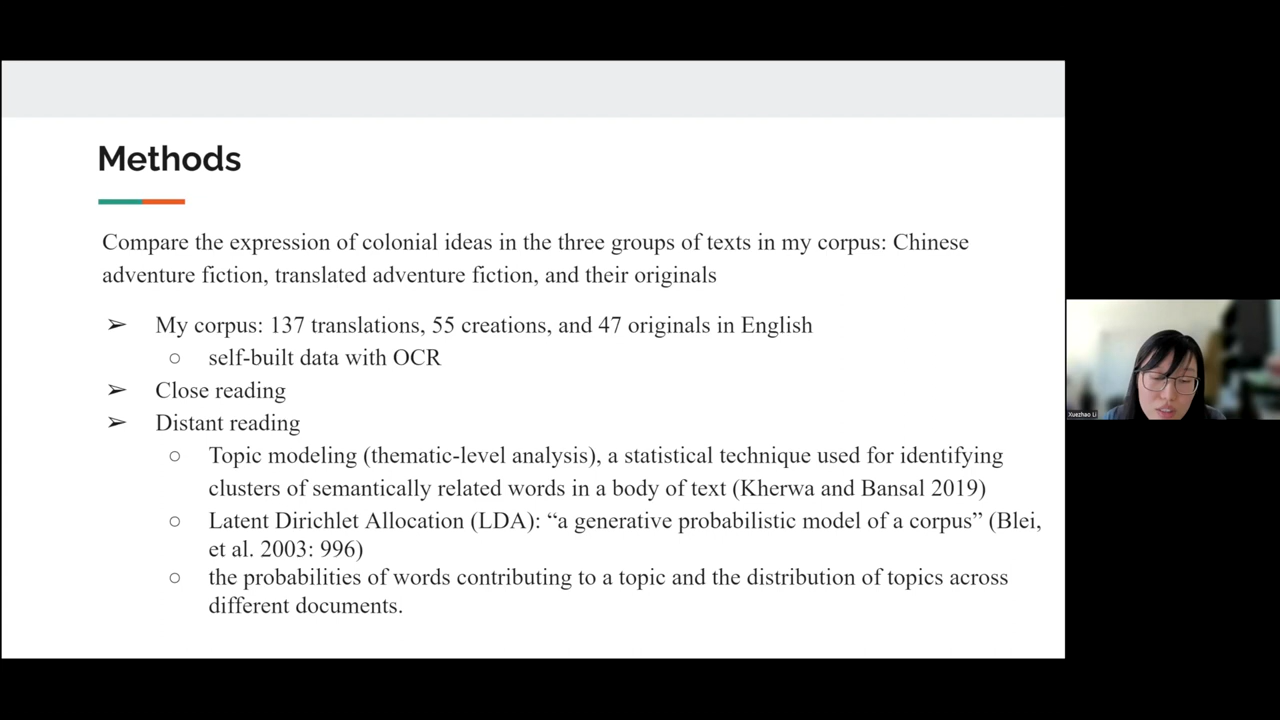 Methods
Compare the expression of colonial ideas in the three groups of texts in my corpus: Chinese
adventure fiction, translated adventure fiction, and their originals
➢ My corpus: 137 translations, 55 creations, and 47 originals in English
○ self-built data with OCR
➢ Close reading
➢ Distant reading
○ Topic modeling (thematic-level analysis), a statistical technique used for identifying
clusters of semantically related words in a body of text (Kherwa and Bansal 2019)
○ Latent Dirichlet Allocation (LDA): “a generative probabilistic model of a corpus” (Blei,
et al. 2003: 996)
○ the probabilities of words contributing to a topic and the distribution of topics across
different documents.
Xuezhao Li